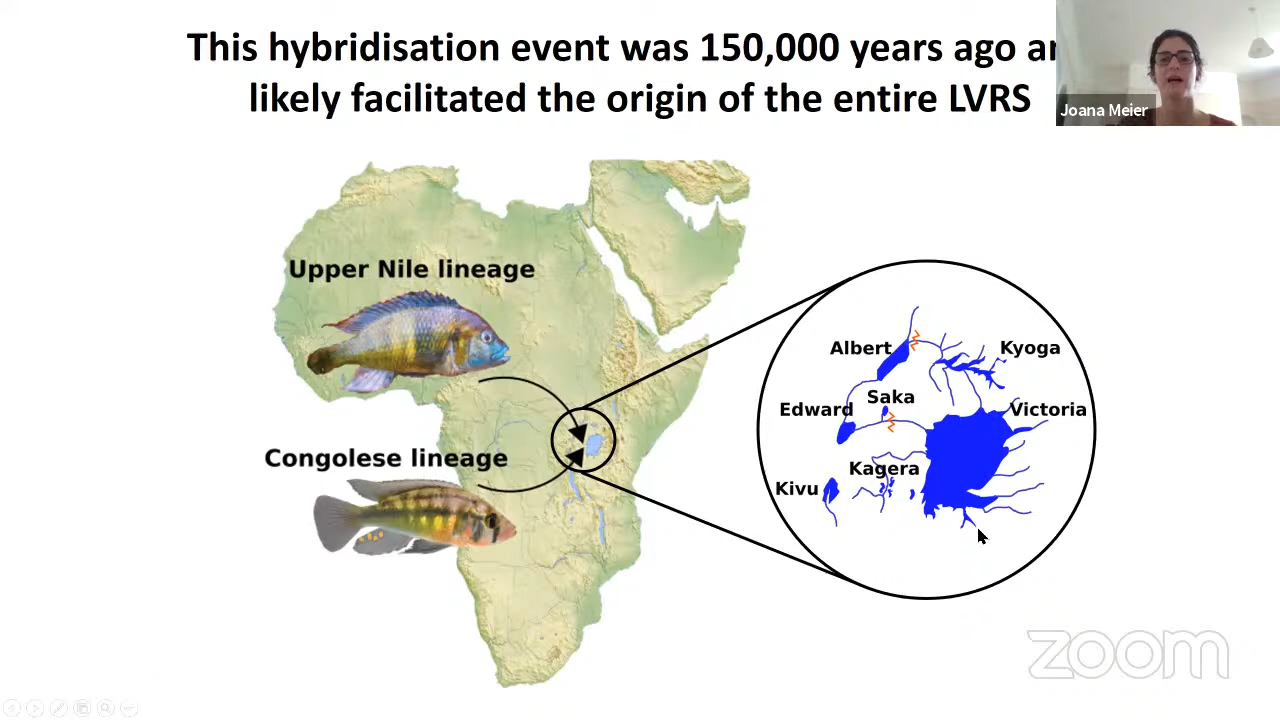 This hybridisation event was 150,000 years ago
likely facilitated the origin of the entire LVRS
Joana Meier
Upper Nile lineage
Congolese lineage
Albert
Kyoga
Saka
Edward
Victoria
Kagera
Kivu
zoom